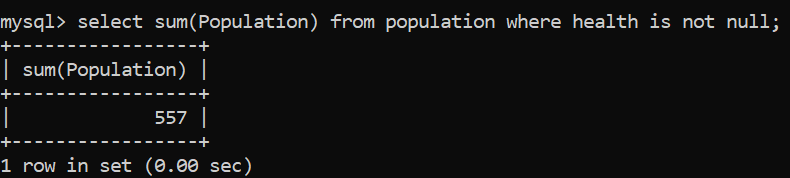 mysql> select sum(Population) from population where health is not null;
+-----------------+
| sum(Population) |
+-----------------+
|             557 |
+-----------------+
1 row in set (0.00 sec)